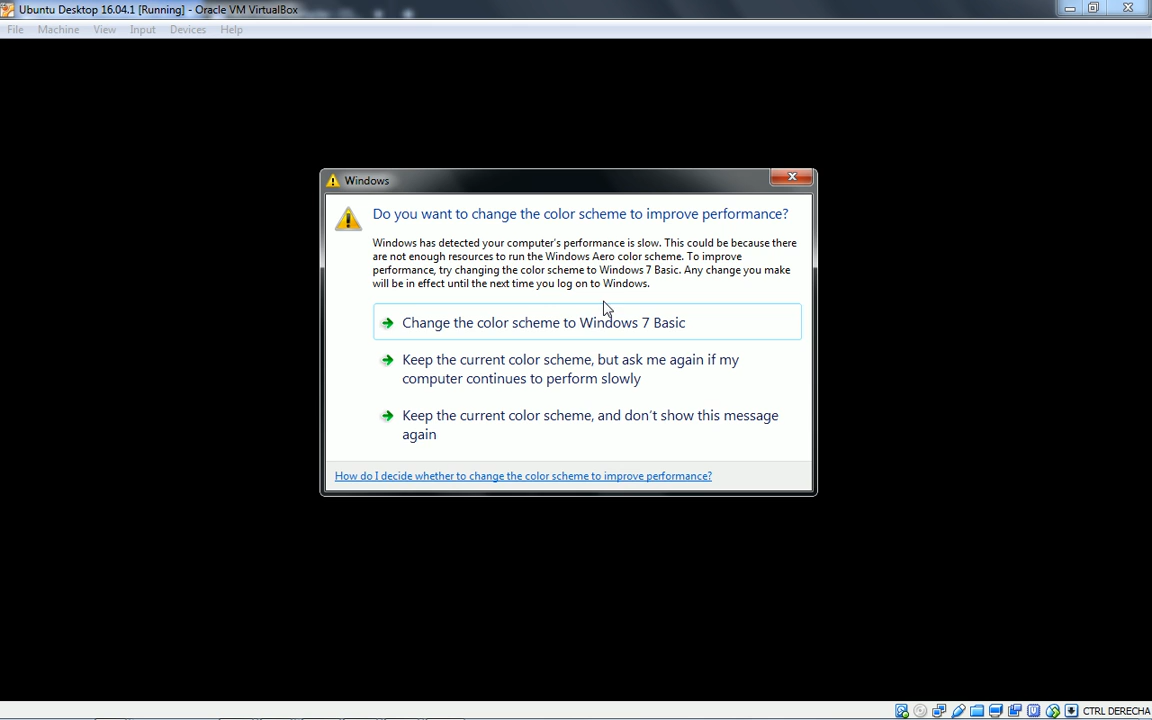 Ubuntu Desktop 16.04.1 [Running] - Oracle VM VirtualBox
File Machine View Input Devices Help
Windows
Do you want to change the color scheme to improve performance?
Windows has detected your computer's performance is slow. This could be because there
are not enough resources to run the Windows Aero color scheme. To improve
performance, try changing the color scheme to Windows 7 Basic. Any change you make
will be in effect until the next time you log on to Windows.
Change the color scheme to Windows 7 Basic
Keep the current color scheme, but ask me again if my
computer continues to perform slowly
Keep the current color scheme, and don't show this message
again
How do I decide whether to change the color scheme to improve performance?
CTRL DERECHA